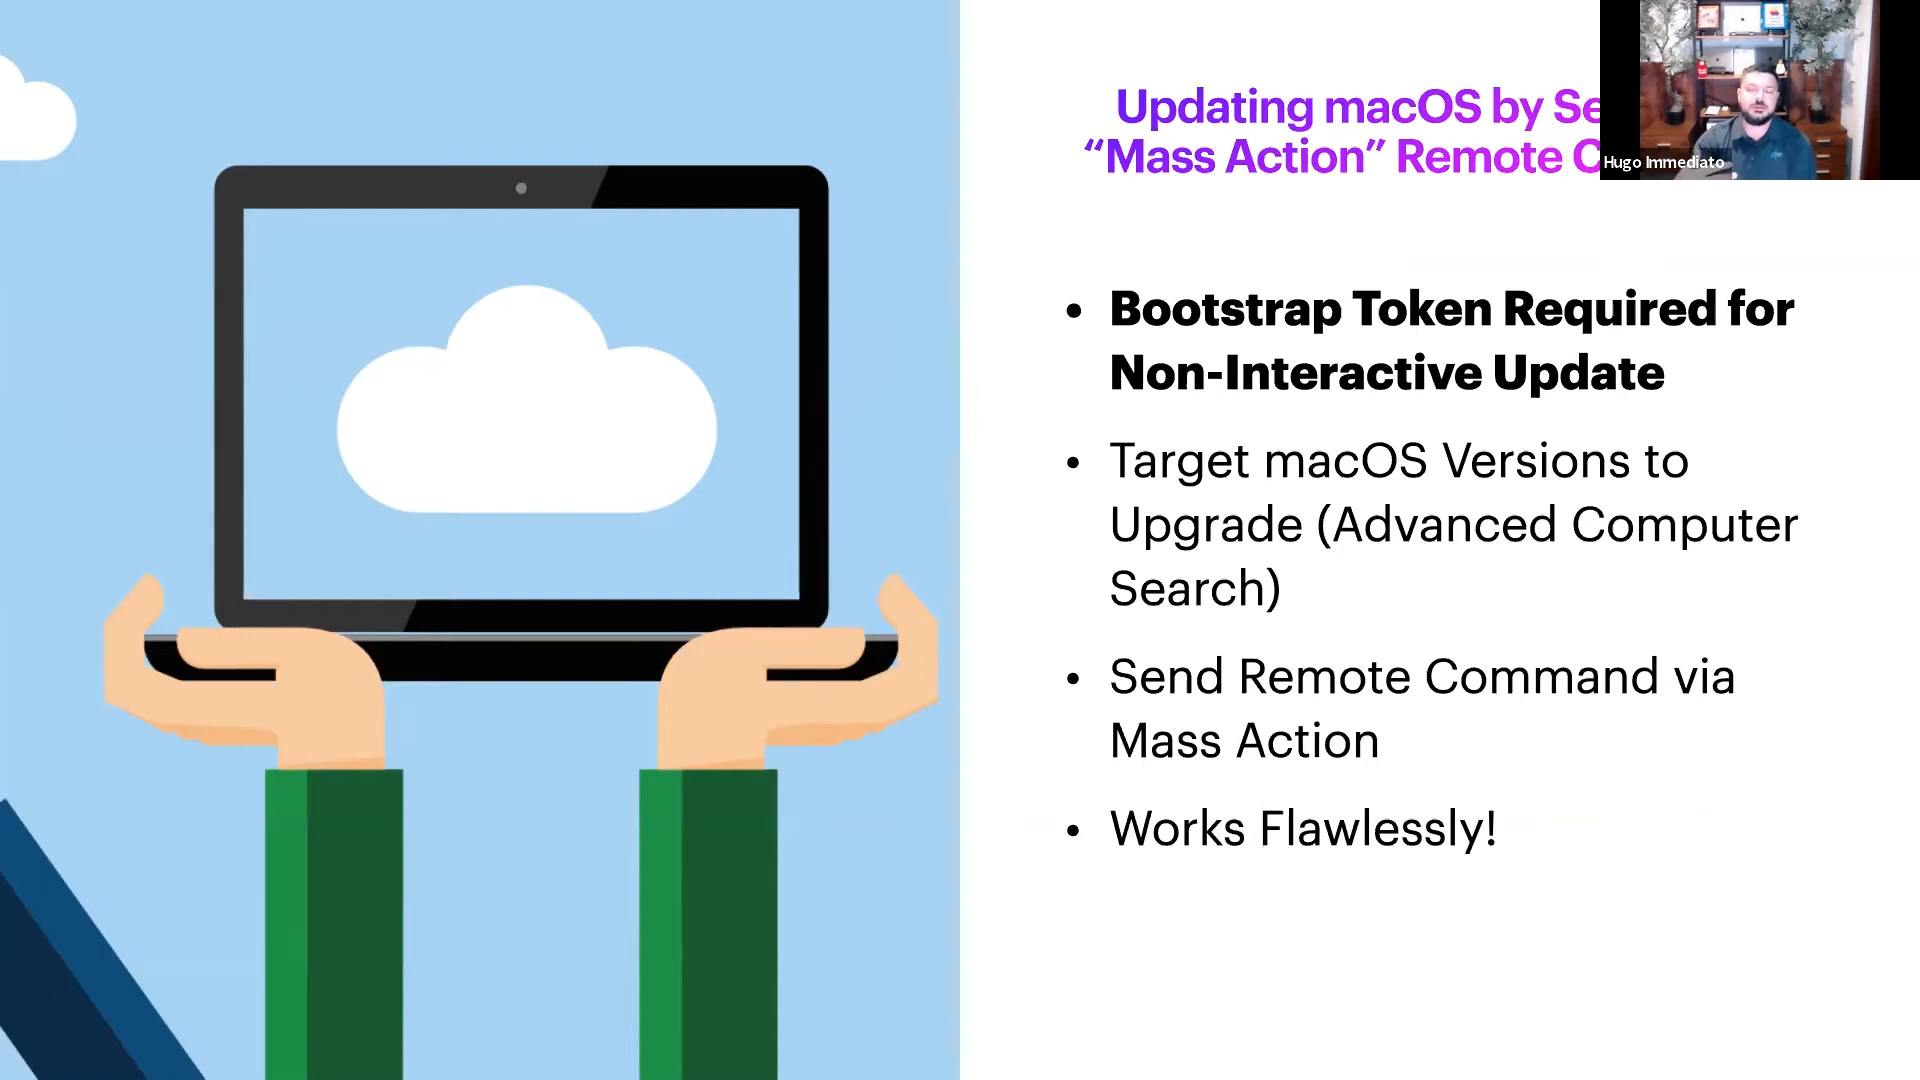 Updating macOS by
“Mass Action” Remote
Hugo Immediato
• Bootstrap Token Required for
Non-Interactive Update
• Target macOS Versions to
Upgrade (Advanced Computer
Search)
• Send Remote Command via
Mass Action
• Works Flawlessly!